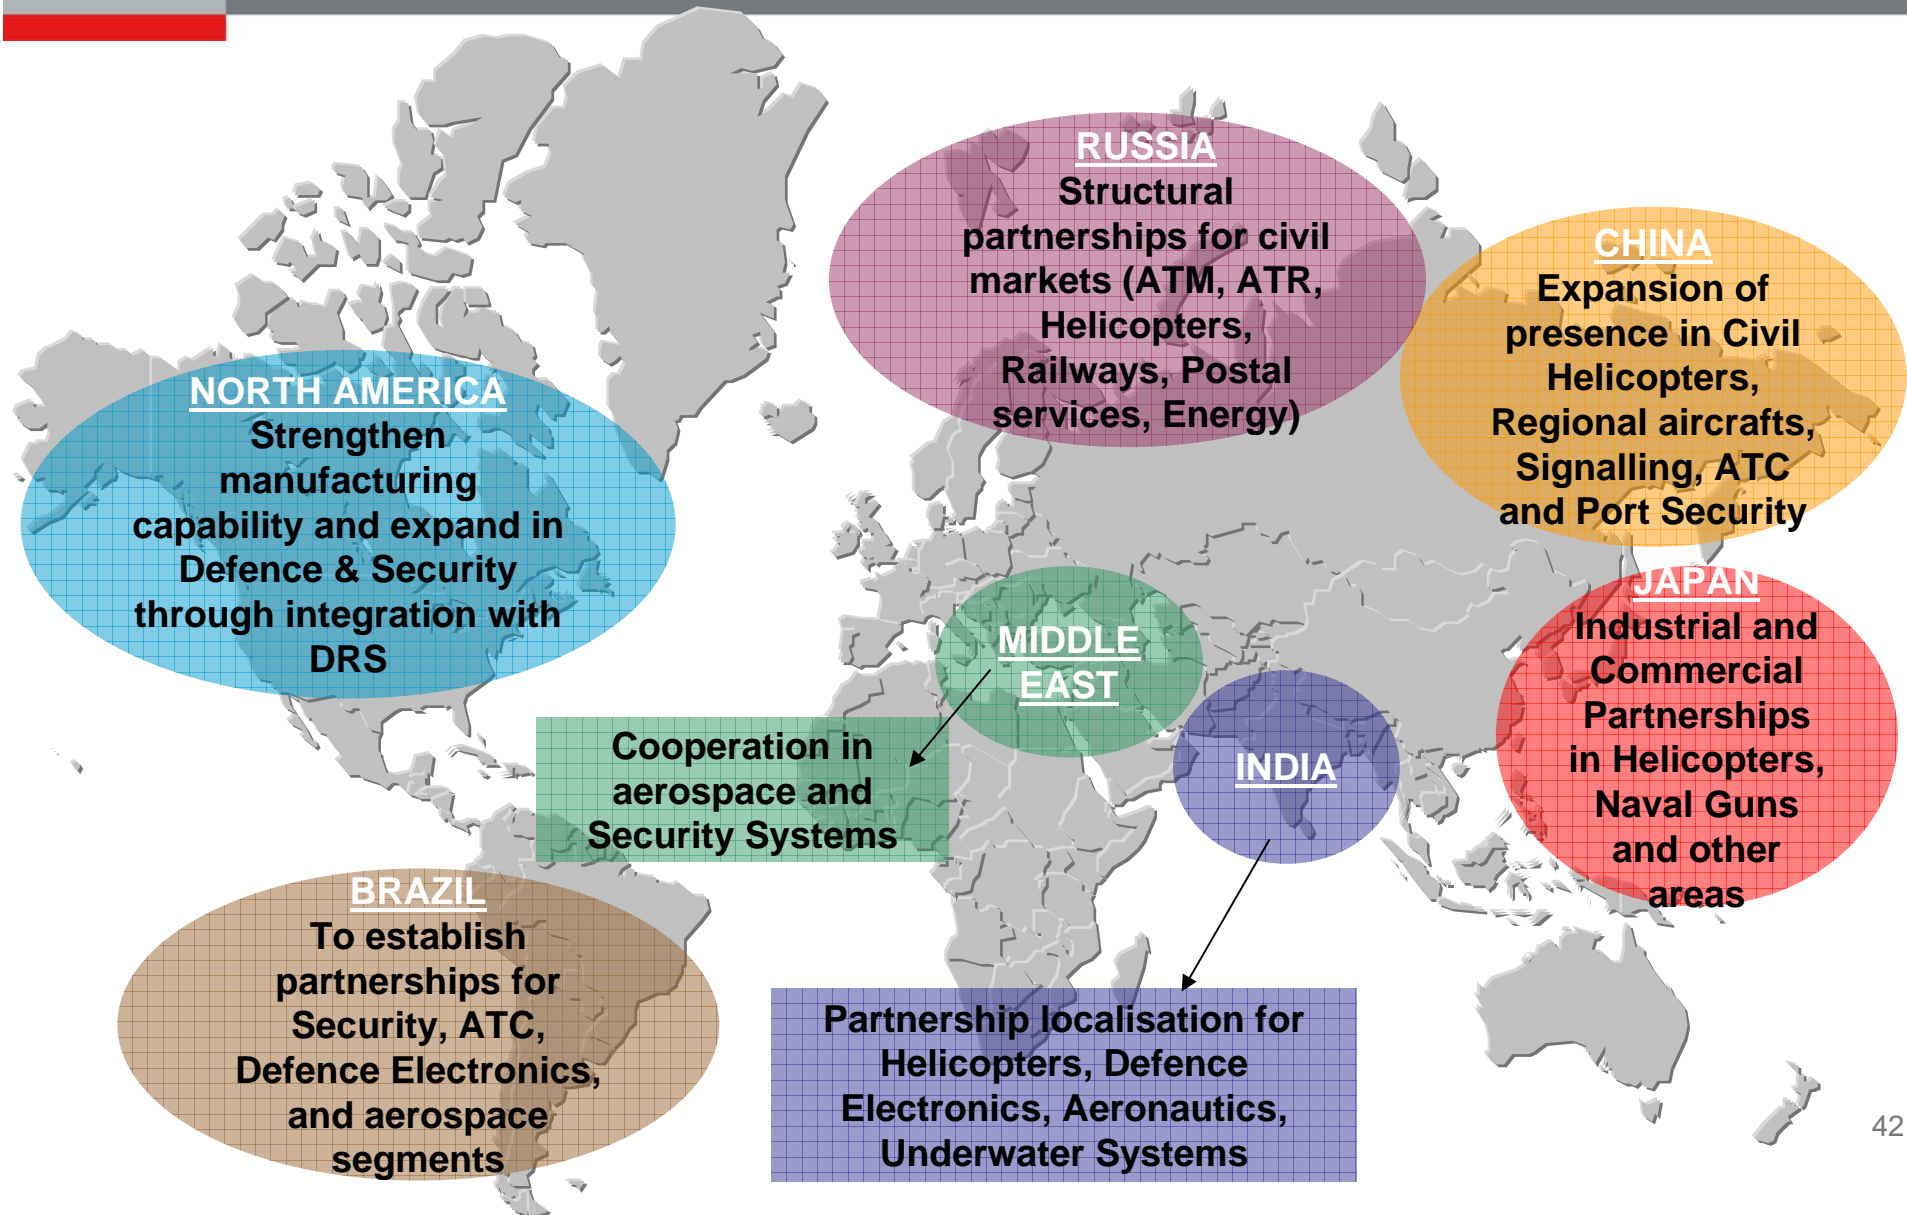 RUSSIA
Structural
partnerships for civil
markets (ATM, ATR,
Helicopters,
Railways, Postal
services, Energy)
CHINA
Expansion of
presence in Civil
Helicopters,
Regional aircrafts,
Signalling, ATC
and Port Security
NORTH AMERICA
Strengthen
manufacturing
capability and expand in
Defence & Security
through integration with
DRS
JAPAN
Industrial and
Commercial
Partnerships
in Helicopters,
Naval Guns
and other
areas
MIDDLE
EAST
Cooperation in
aerospace and
Security Systems
INDIA
Partnership localisation for
Helicopters, Defence
Electronics, Aeronautics,
Underwater Systems
BRAZIL
To establish
partnerships for
Security, ATC,
Defence Electronics,
and aerospace
segments
42